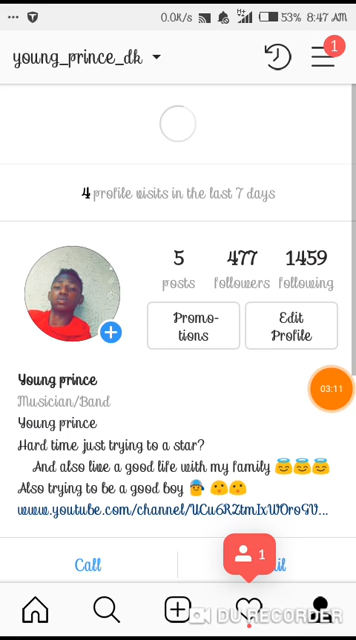 0.0K/s 53% 8:47 AM
young_prince_dk
1
4 profile visits in the last 7 days
5 477 1459
posts followers following
Promo-
tions
Edit
Profile
Young prince
Musician/Band
03:11
Young prince
Hard time just trying to a star?
And also live a good life with my family 😇😇😇
Also trying to be a good boy
www.youtube.com/channel/UCu6RZtmIxWOroGV...
1
Call
DU RECORDER